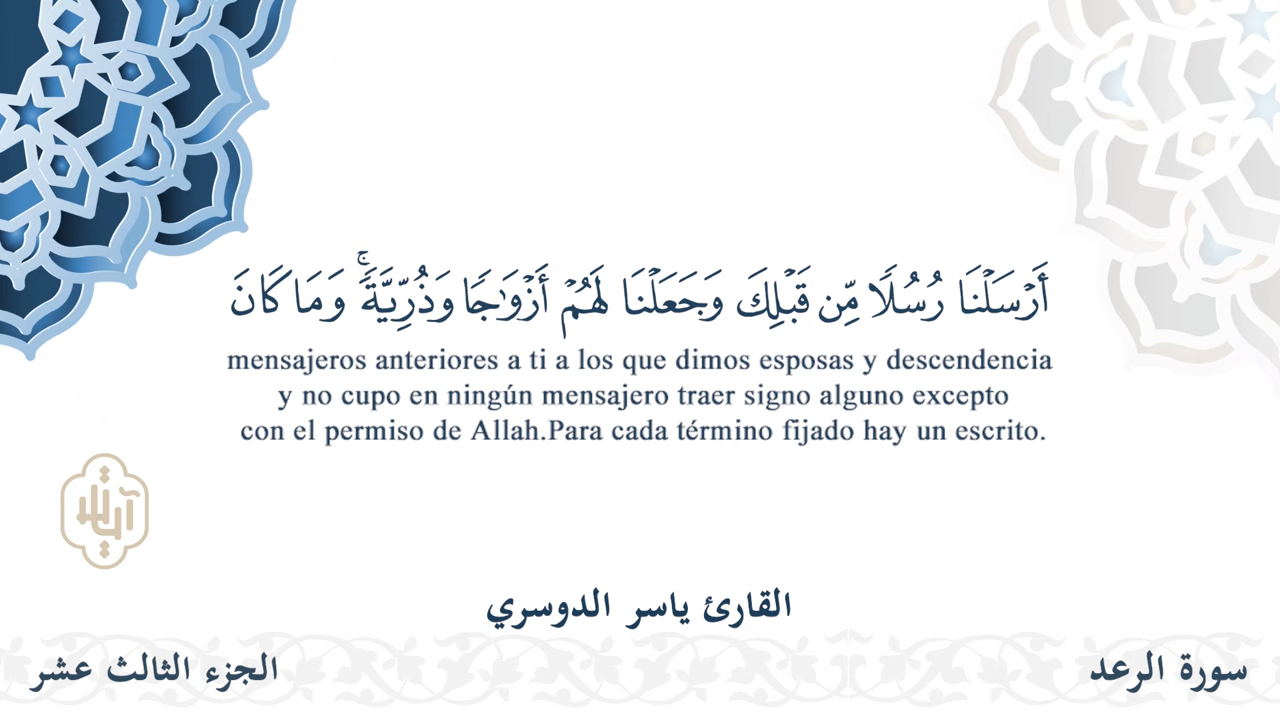 أَرْسَلْنَا رُسُلًا مِّن قَبْلِكَ وَجَعَلْنَا لَهُمْ أَزْوَٰجًا وَذُرِّيَّةً ۚ وَمَا كَانَ
mensajeros anteriores a ti a los que dimos esposas y descendencia
y no cupo en ningún mensajero traer signo alguno excepto
con el permiso de Allah.Para cada término fijado hay un escrito.
القارئ ياسر الدوسري
سورة الرعد
الجزء الثالث عشر